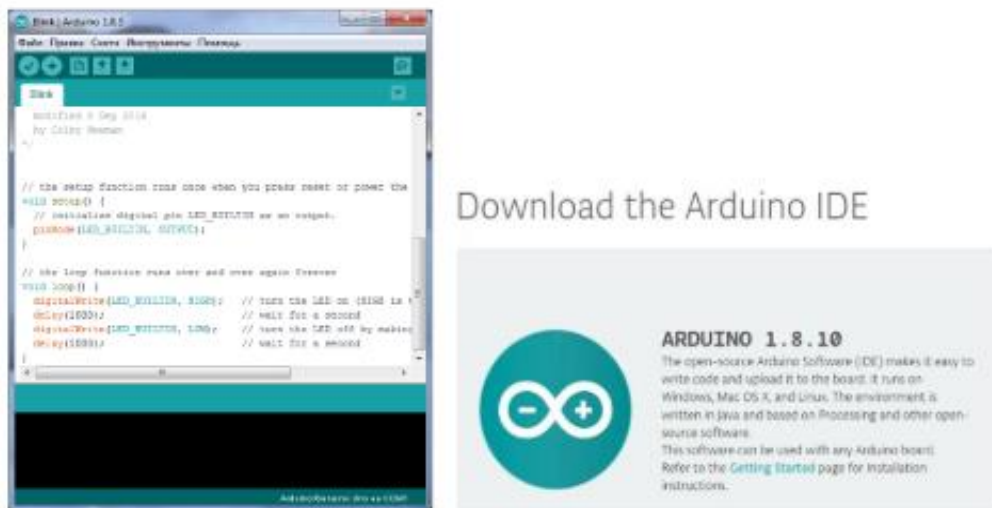 Blink | Arduino 1.8.5
Файл Правка Скетч Инструменты Помощь
Blink
modified 8 Sep 2016
by Colby Newman
*/
// the setup function runs once when you press reset or power the
void setup() {
// initialize digital pin LED_BUILTIN as an output.
pinMode(LED_BUILTIN, OUTPUT);
}
// the loop function runs over and over again forever
void loop() {
digitalWrite(LED_BUILTIN, HIGH); // turn the LED on (HIGH is
delay(1000); // wait for a second
digitalWrite(LED_BUILTIN, LOW); // turn the LED off by making
delay(1000); // wait for a second
}
Download the Arduino IDE
ARDUINO 1.8.10
The open-source Arduino Software (IDE) makes it easy to
write code and upload it to the board. It runs on
Windows, Mac OS X, and Linux. The environment is
written in Java and based on Processing and other open-
source software.
This software can be used with any Arduino board.
Refer to the Getting Started page for Installation
instructions.